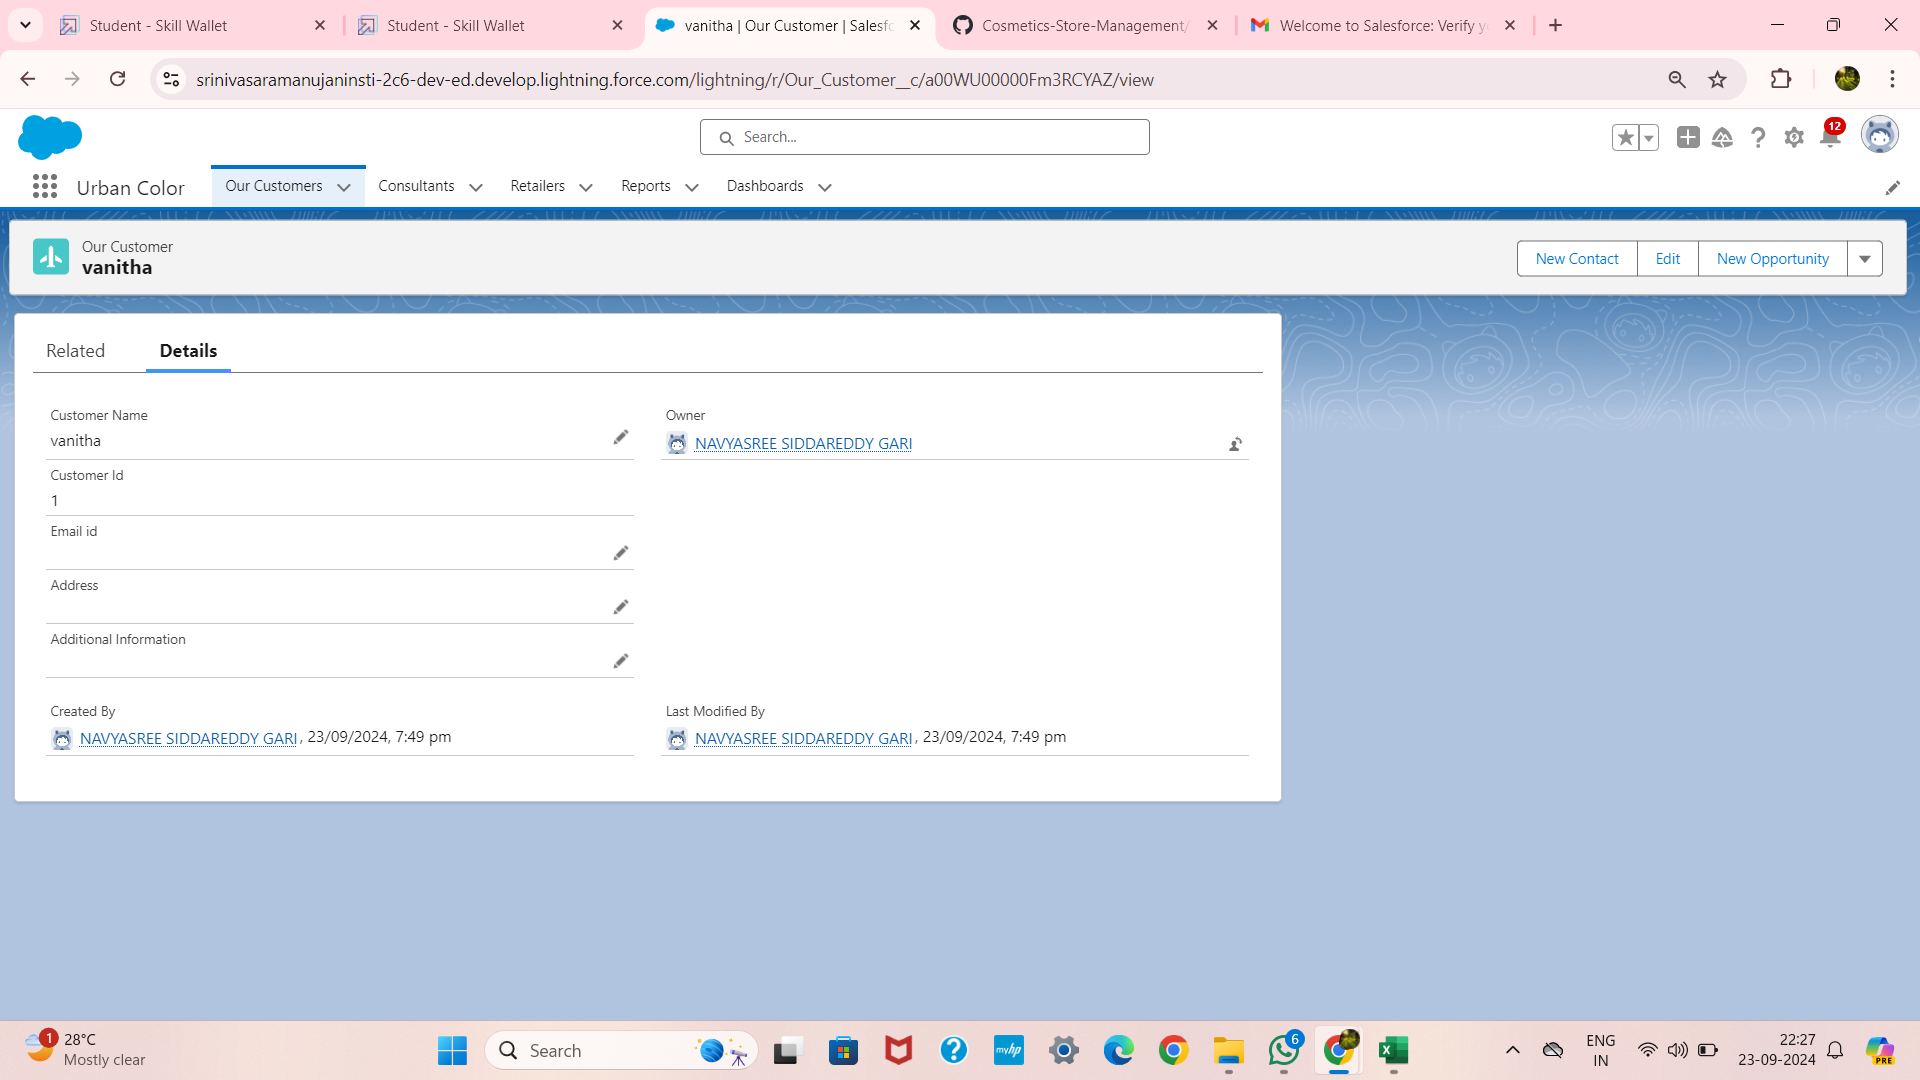 Student - Skill Wallet
Student - Skill Wallet
vanitha | Our Customer | Salesfo
Cosmetics-Store-Management/
Welcome to Salesforce: Verify yo
srinivasaramanujaninsti-2c6-dev-ed.develop.lightning.force.com/lightning/r/Our_Customer__c/a00WU00000Fm3RCYAZ/view
Search...
12
Urban Color
Our Customers
Consultants
Retailers
Reports
Dashboards
Our Customer
vanitha
New Contact
Edit
New Opportunity
Related
Details
Customer Name
vanitha
Owner
NAVYASREE SIDDAREDDY GARI
Customer Id
1
Email id
Address
Additional Information
Created By
NAVYASREE SIDDAREDDY GARI, 23/09/2024, 7:49 pm
Last Modified By
NAVYASREE SIDDAREDDY GARI, 23/09/2024, 7:49 pm
1
28°C
Mostly clear
Search
myhp
6
ENG
IN
22:27
23-09-2024
PRE